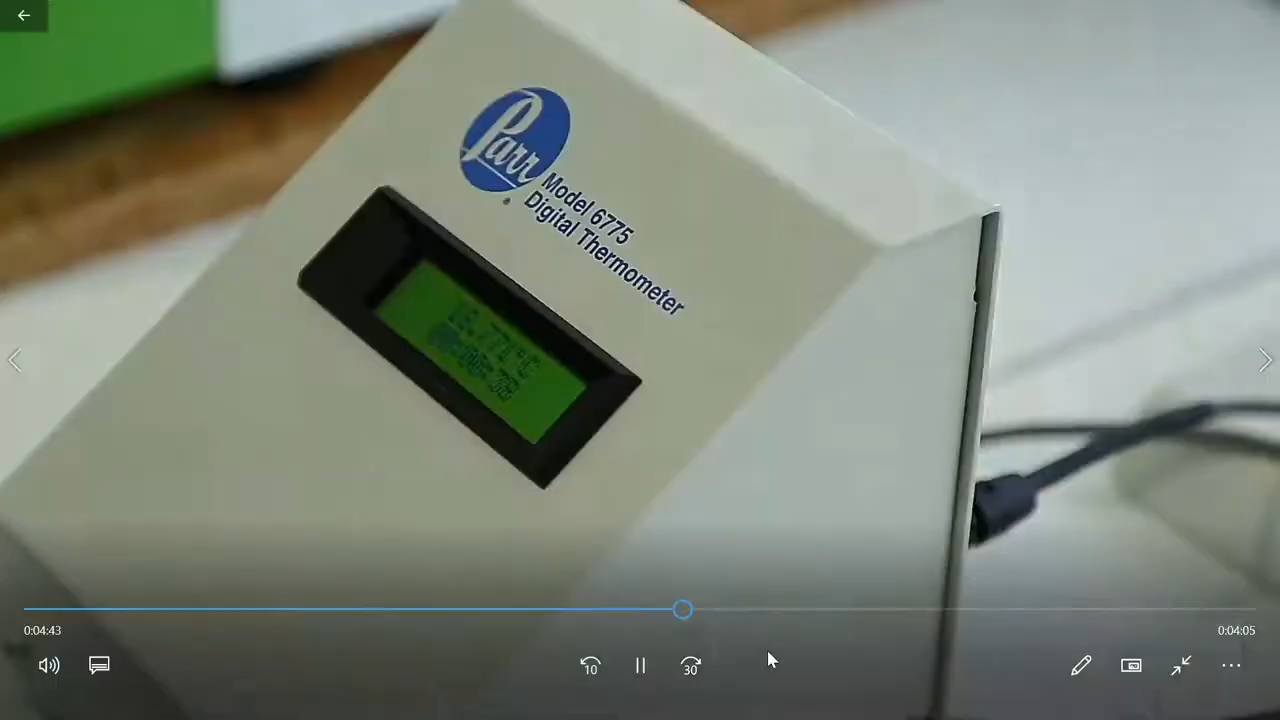 Parr
Model 6775
Digital Thermometer
0:04:43
0:04:05
10
30